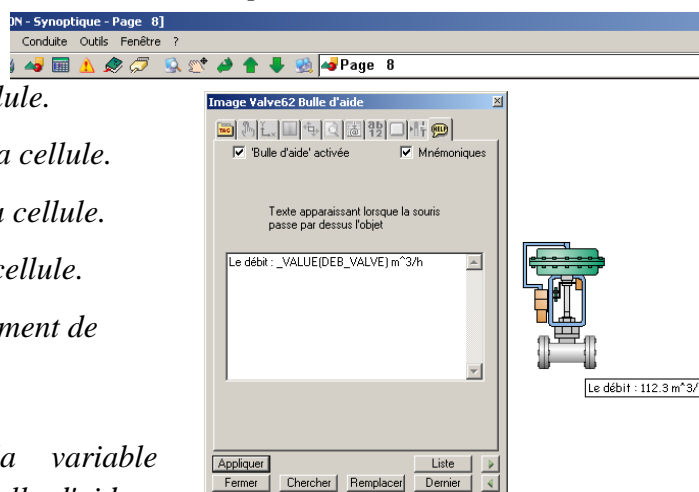 ON - Synoptique - Page 8]
Conduite Outils Fenêtre ?
Page 8
lule.
a cellule.
a cellule.
cellule.
ment de
a variable
Image Valve62 Bulle d'aide
TAG
HELP
'Bulle d'aide' activée Mnémoniques
Texte apparaissant lorsque la souris
passe par dessus l'objet
Le débit : _VALUE(DEB_VALVE) m^3/h
Appliquer Liste
Fermer Chercher Remplacer Dernier
Le débit : 112.3 m^3/